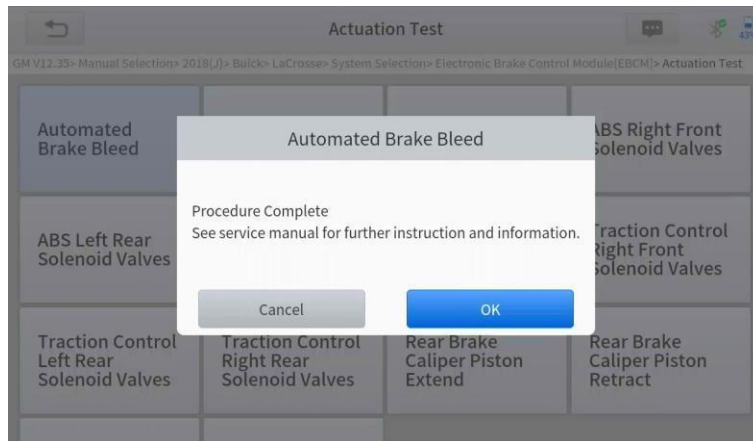 Actuation Test
43%
GM V12.35> Manual Selection> 2018(J)> Buick> LaCrosse> System Selection> Electronic Brake Control Module[EBCM]> Actuation Test
Automated
Brake Bleed
ABS Right Front
Solenoid Valves
Automated Brake Bleed
Procedure Complete
See service manual for further instruction and information.
Cancel
OK
ABS Left Rear
Solenoid Valves
Traction Control
Right Front
Solenoid Valves
Traction Control
Left Rear
Solenoid Valves
Traction Control
Right Rear
Solenoid Valves
Rear Brake
Caliper Piston
Extend
Rear Brake
Caliper Piston
Retract